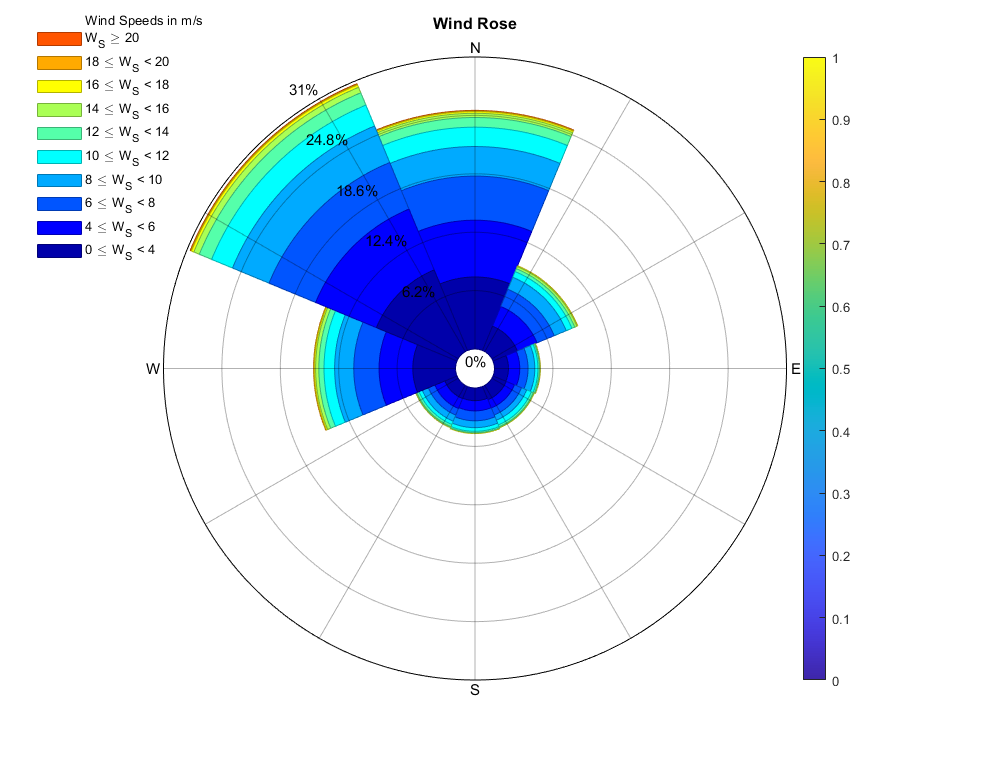 Wind Speeds in m/s
W_S ≥ 20
18 ≤ W_S < 20
16 ≤ W_S < 18
14 ≤ W_S < 16
12 ≤ W_S < 14
10 ≤ W_S < 12
8 ≤ W_S < 10
6 ≤ W_S < 8
4 ≤ W_S < 6
0 ≤ W_S < 4
Wind Rose
N
31%
24.8%
18.6%
12.4%
6.2%
0%
W
E
S
1
0.9
0.8
0.7
0.6
0.5
0.4
0.3
0.2
0.1
0